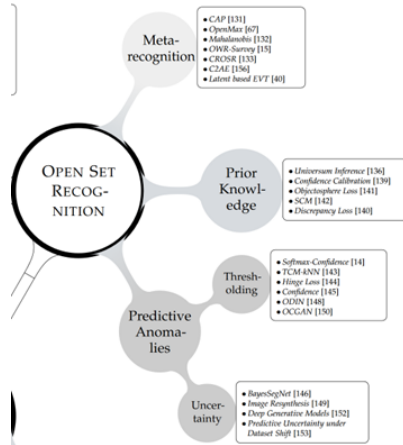 Meta-
recognition
• CAP [131]
• OpenMax [67]
• Mahalanobis [132]
• OWR-Survey [15]
• CROSR [133]
• C2AE [156]
• Latent based EVT [40]
OPEN SET
RECOG-
NITION
Prior
Knowl-
edge
• Universum Inference [136]
• Confidence Calibration [139]
• Objectosphere Loss [141]
• SCM [142]
• Discrepancy Loss [140]
Predictive
Anoma-
lies
Thresh-
olding
• Softmax-Confidence [14]
• TCM-kNN [143]
• Hinge Loss [144]
• Confidence [145]
• ODIN [148]
• OCGAN [150]
Uncer-
tainty
• BayesSegNet [146]
• Image Resynthesis [149]
• Deep Generative Models [152]
• Predictive Uncertainty under
Dataset Shift [153]